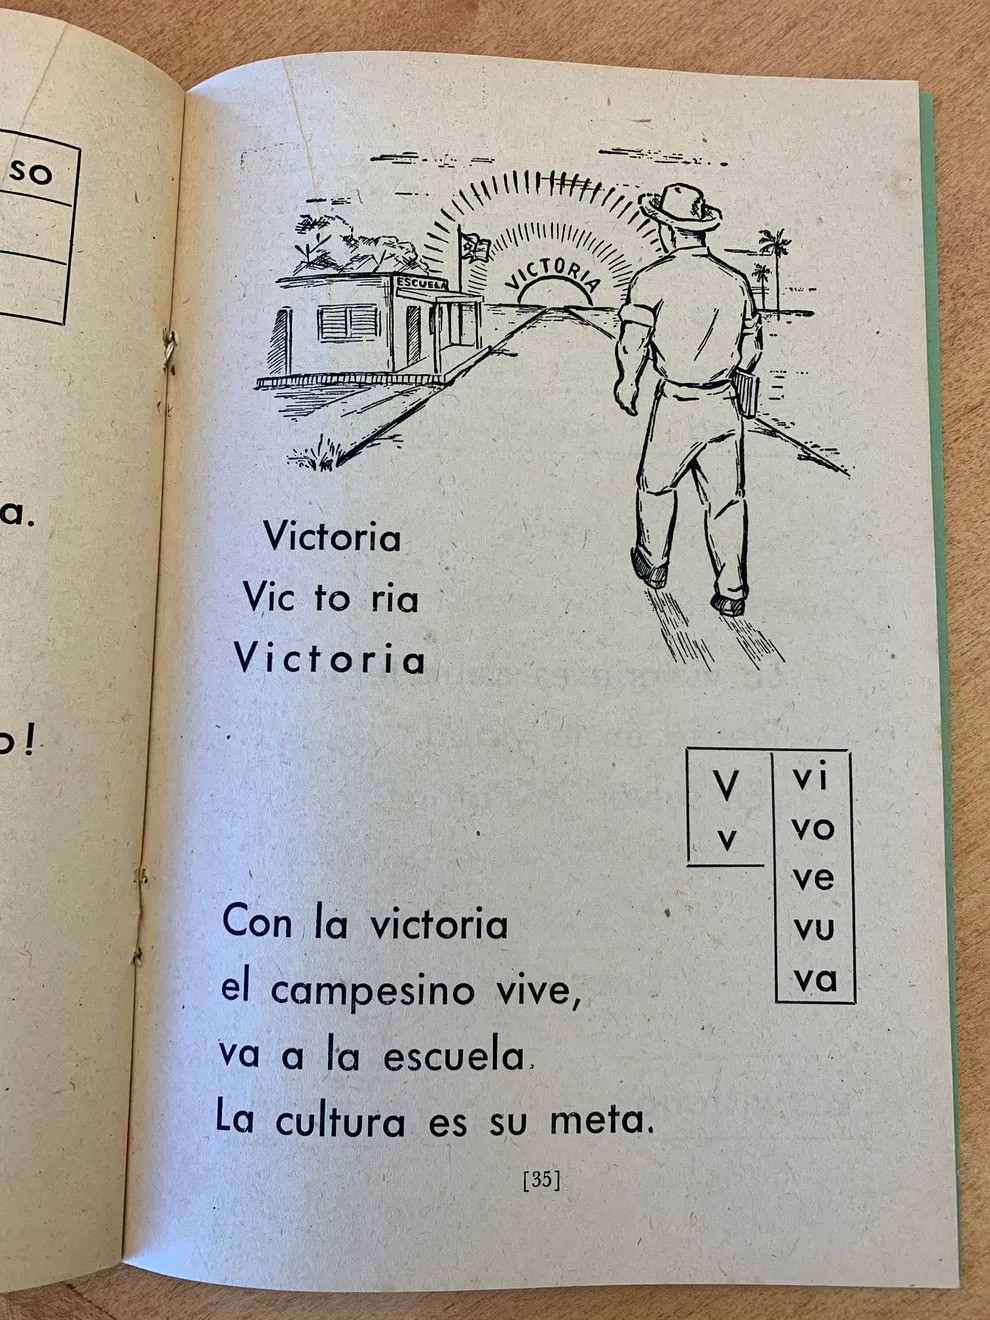 so
a.
o!
VICTORIA
ESCUELA
Victoria
Vic to ria
Victoria
V
v
vi
vo
ve
vu
va
Con la victoria
el campesino vive,
va a la escuela.
La cultura es su meta.
[35]